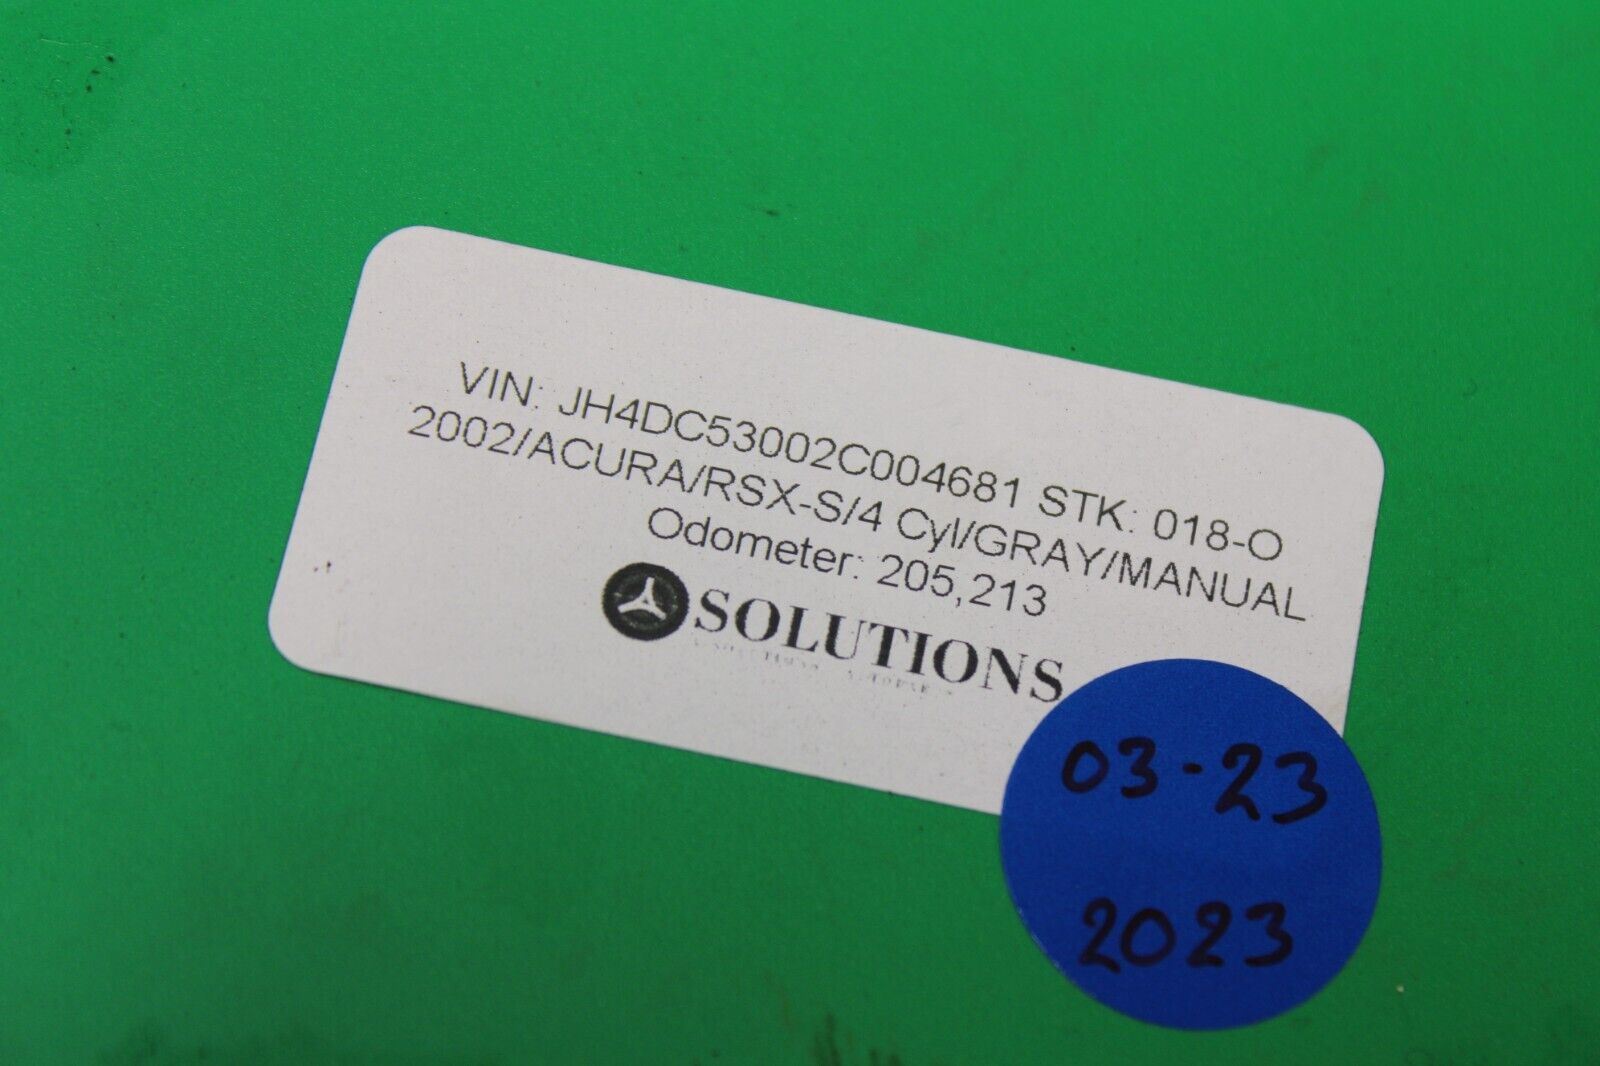 VIN: JH4DC53002C004681 STK: 018-O
2002/ACURA/RSX-S/4 Cyl/GRAY/MANUAL
Odometer: 205,213
SOLUTIONS
03-23
2023